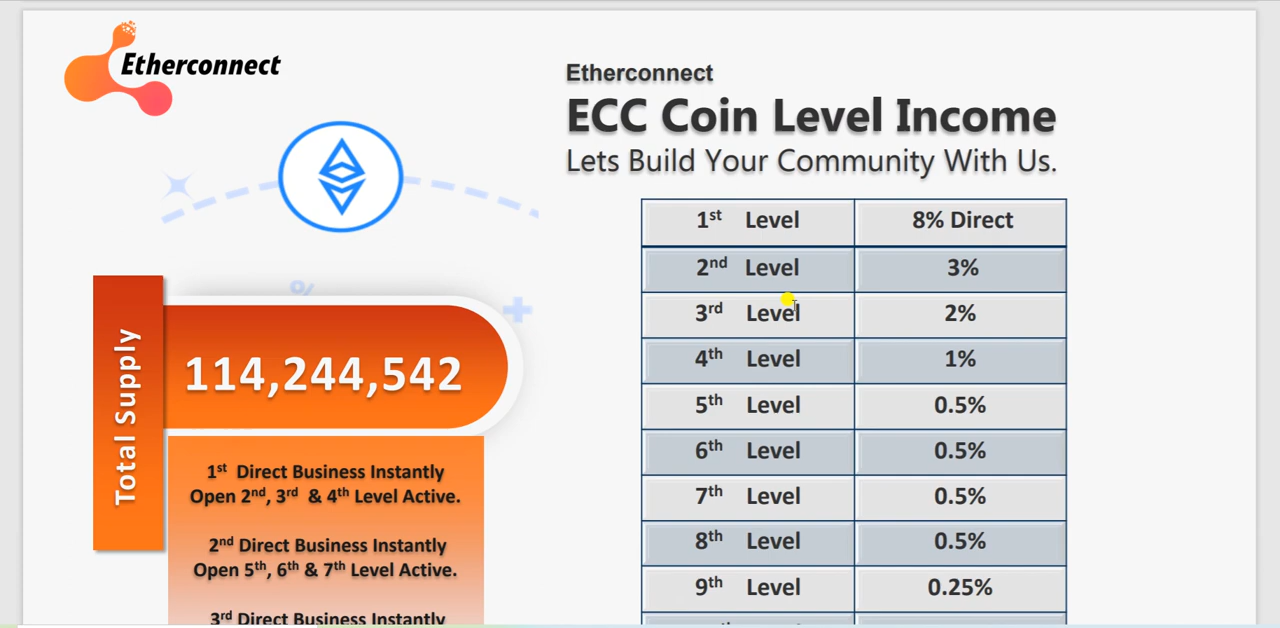 Etherconnect
Etherconnect
ECC Coin Level Income
Lets Build Your Community With Us.
1st Level 8% Direct
2nd Level 3%
3rd Level 2%
4th Level 1%
5th Level 0.5%
6th Level 0.5%
7th Level 0.5%
8th Level 0.5%
9th Level 0.25%
%
Total Supply
114,244,542
1st Direct Business Instantly
Open 2nd, 3rd & 4th Level Active.
2nd Direct Business Instantly
Open 5th, 6th & 7th Level Active.
3rd Direct Business Instantly